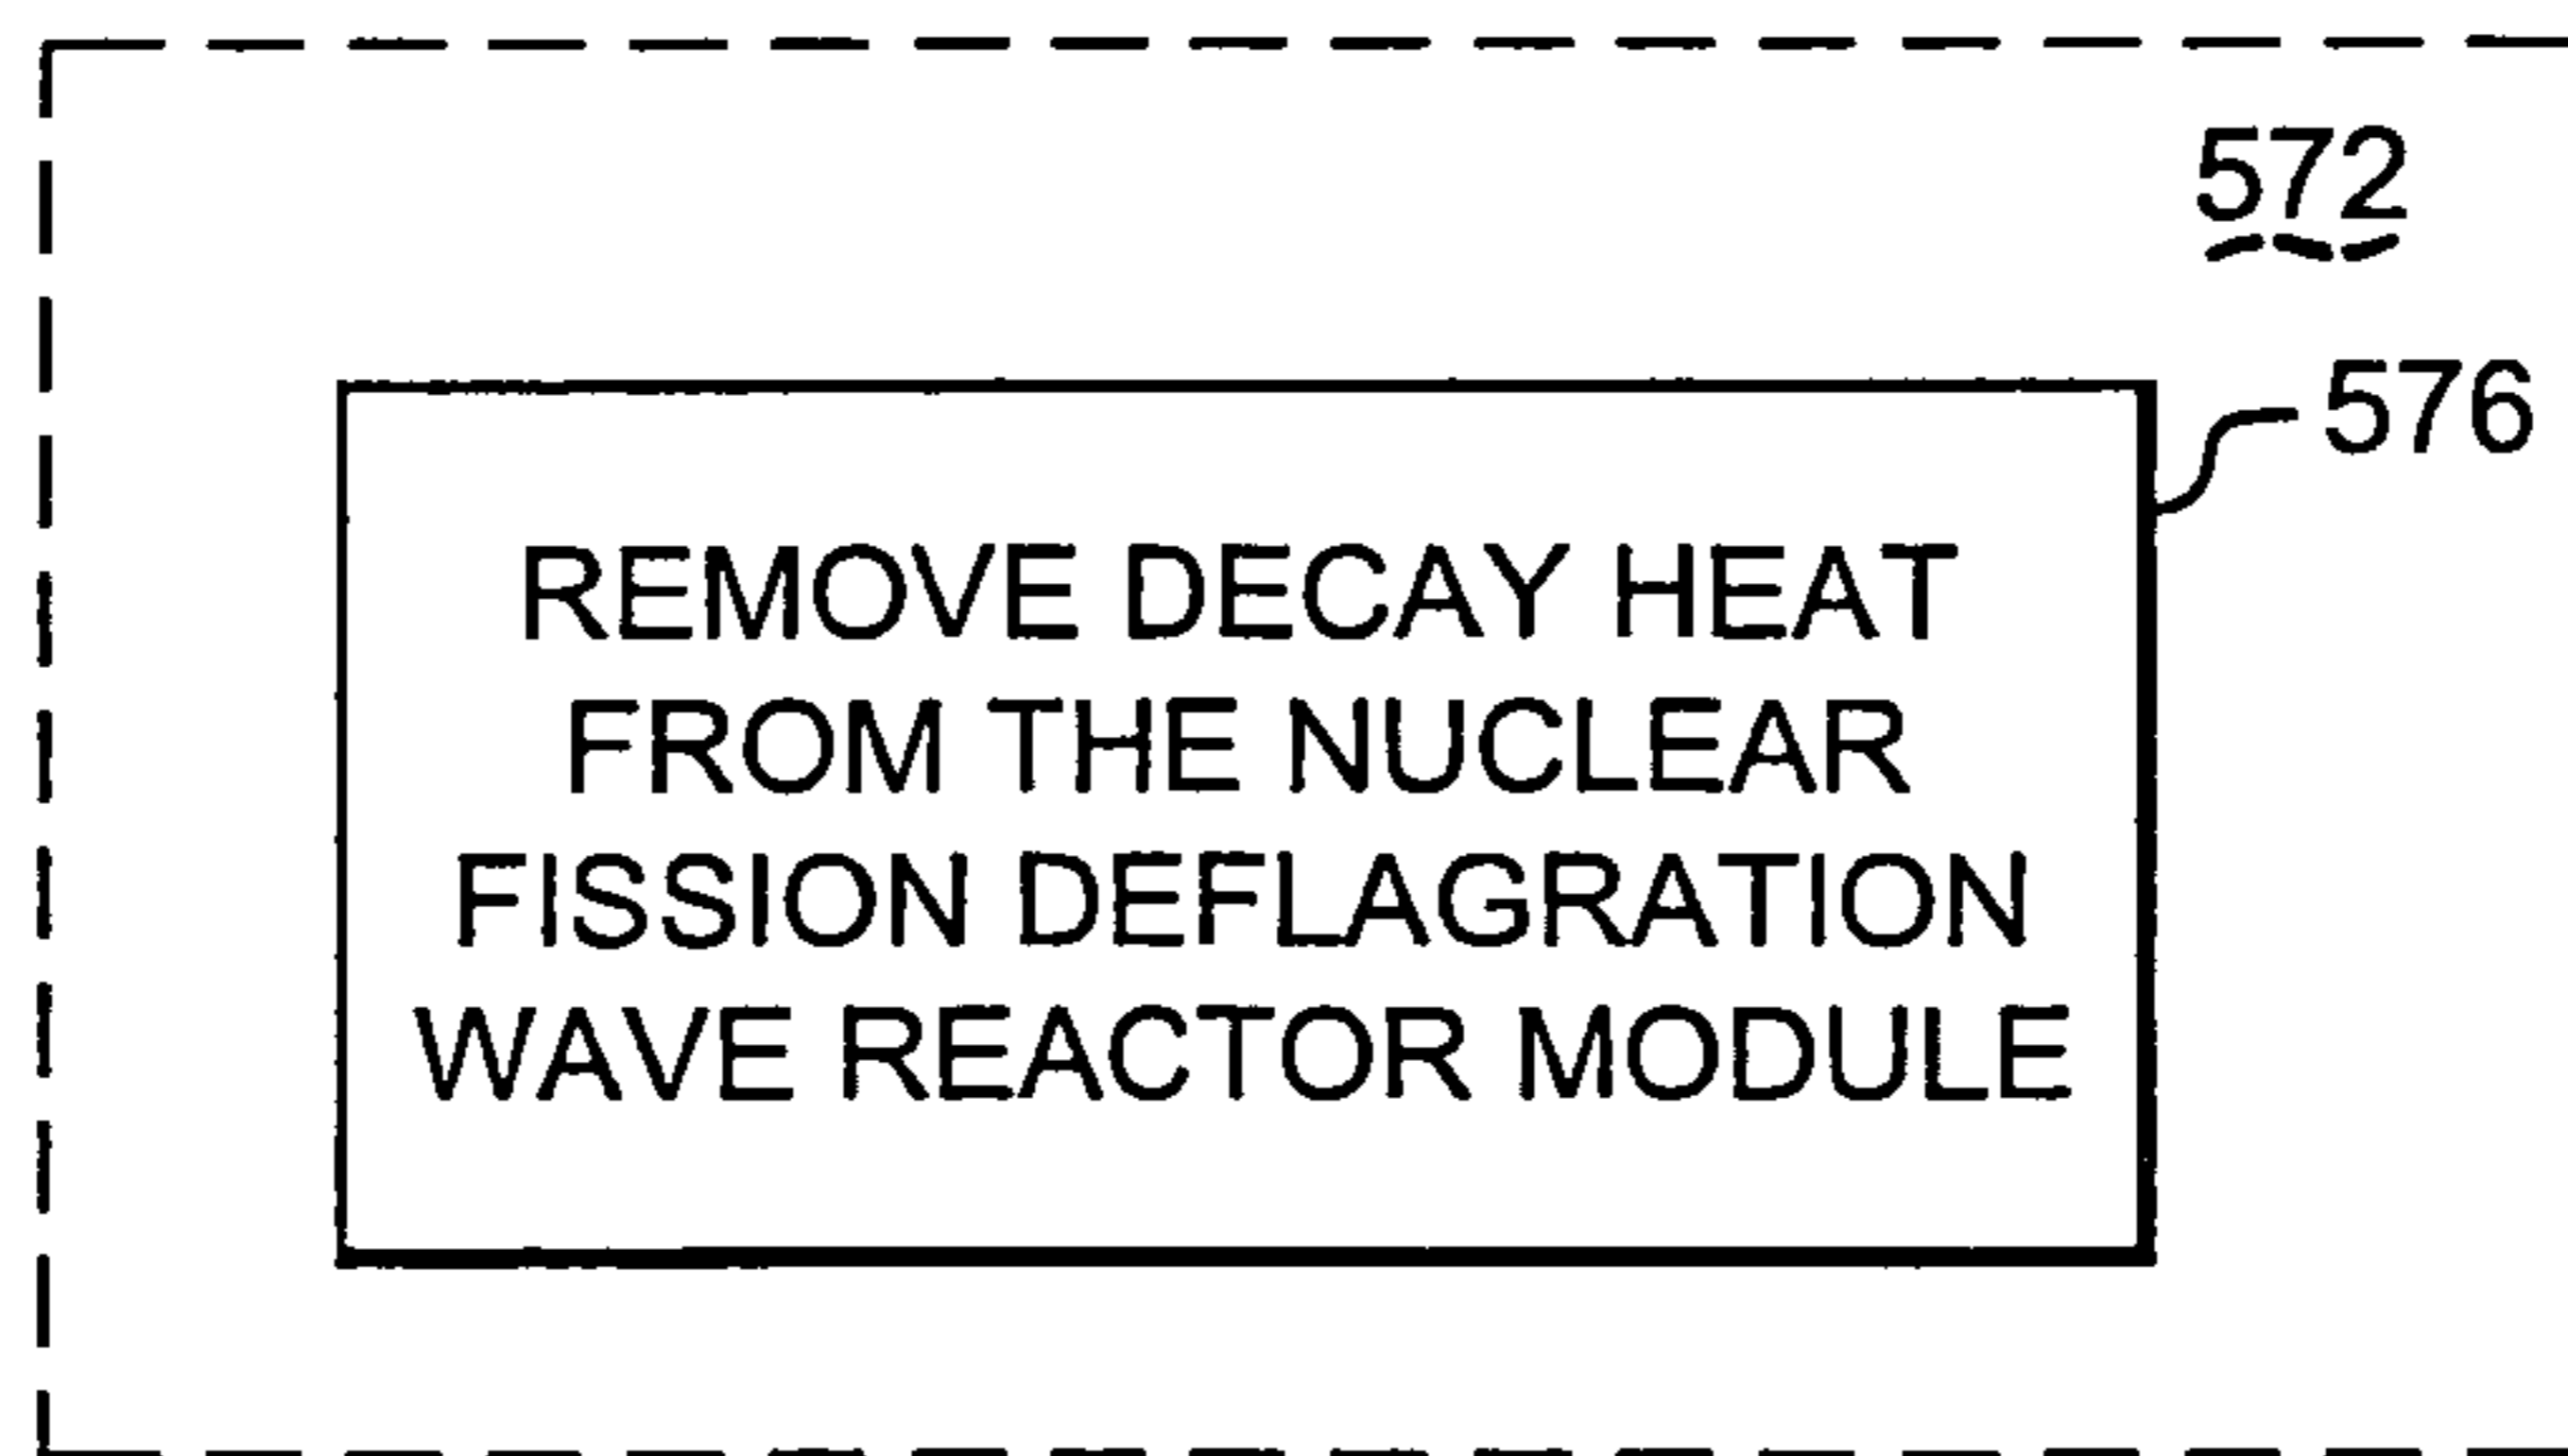 572
576
REMOVE DECAY HEAT
FROM THE NUCLEAR
FISSION DEFLAGRATION
WAVE REACTOR MODULE